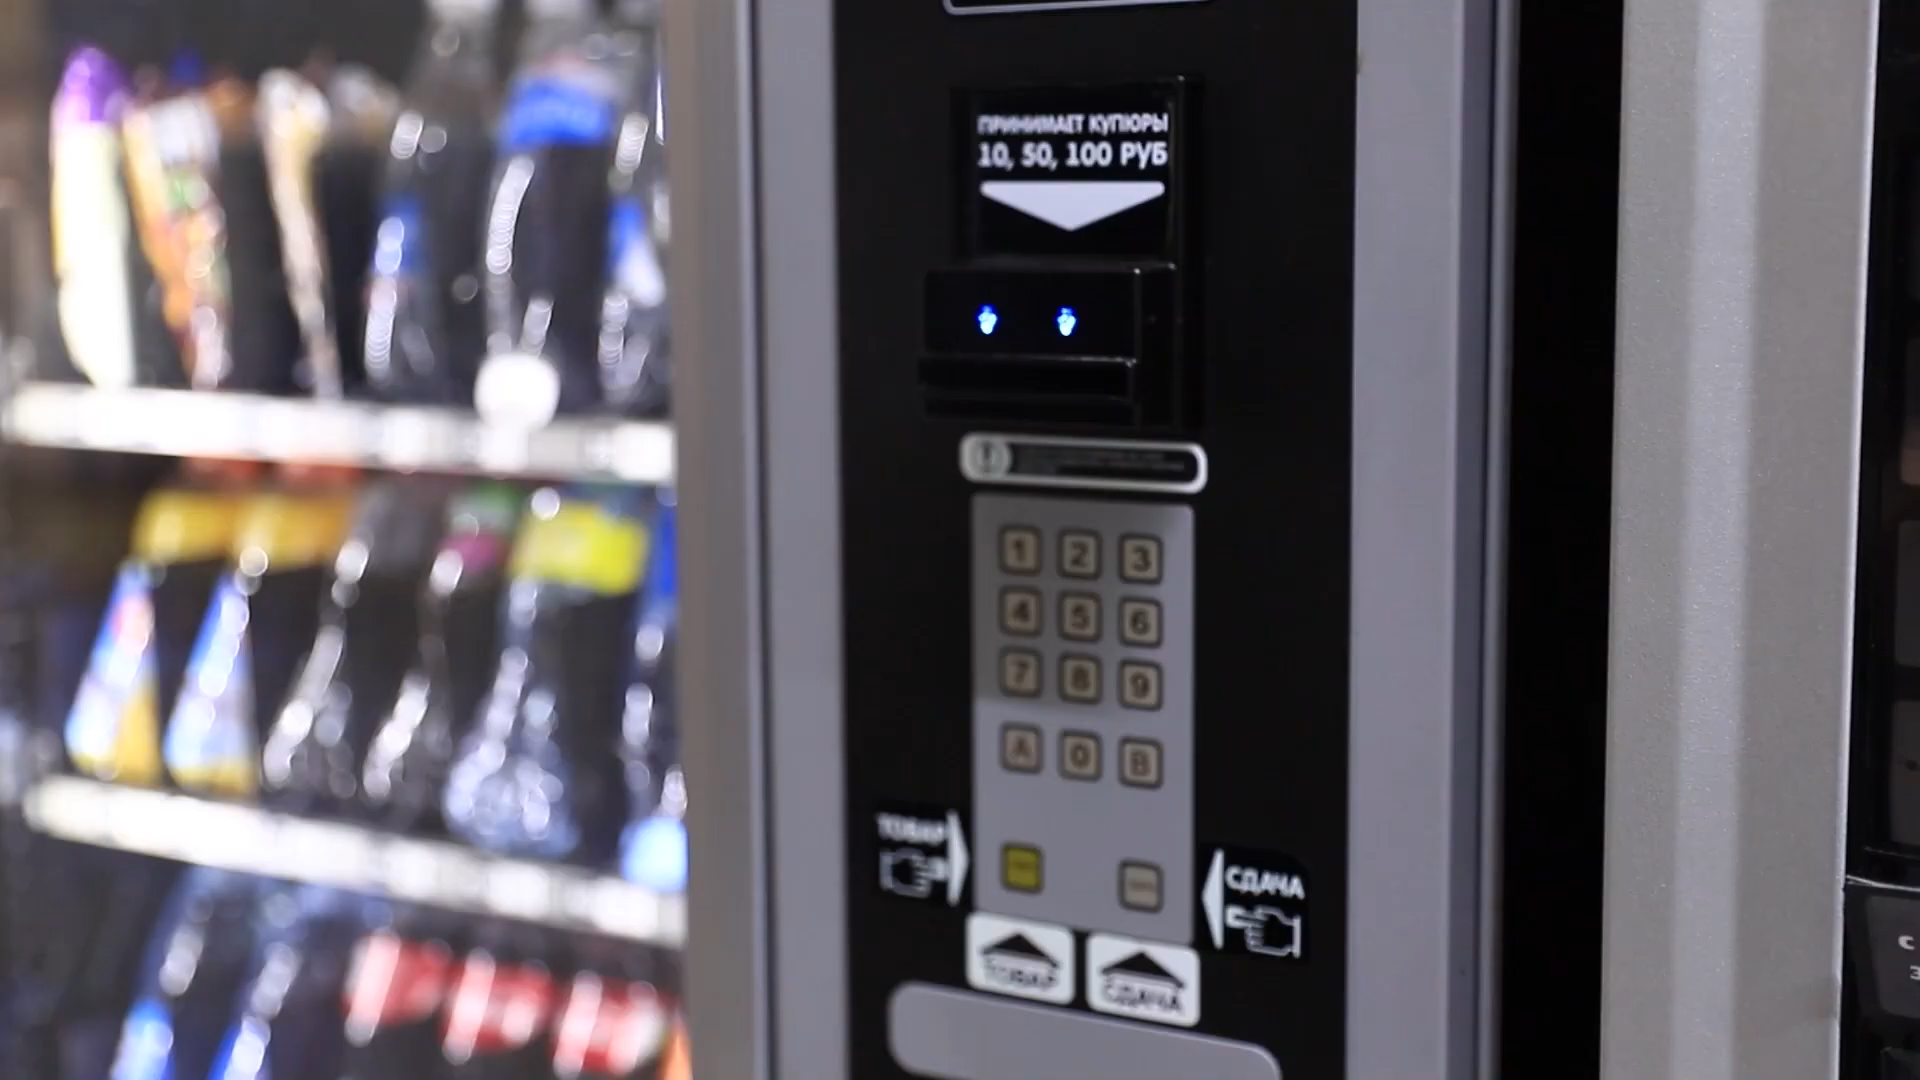 ПРИНИМАЕТ КУПЮРЫ
10, 50, 100 РУБ
1 2 3
4 5 6
7 8 9
A 0 B
ТОВАР
СДАЧА
ТОВАР
СДАЧА